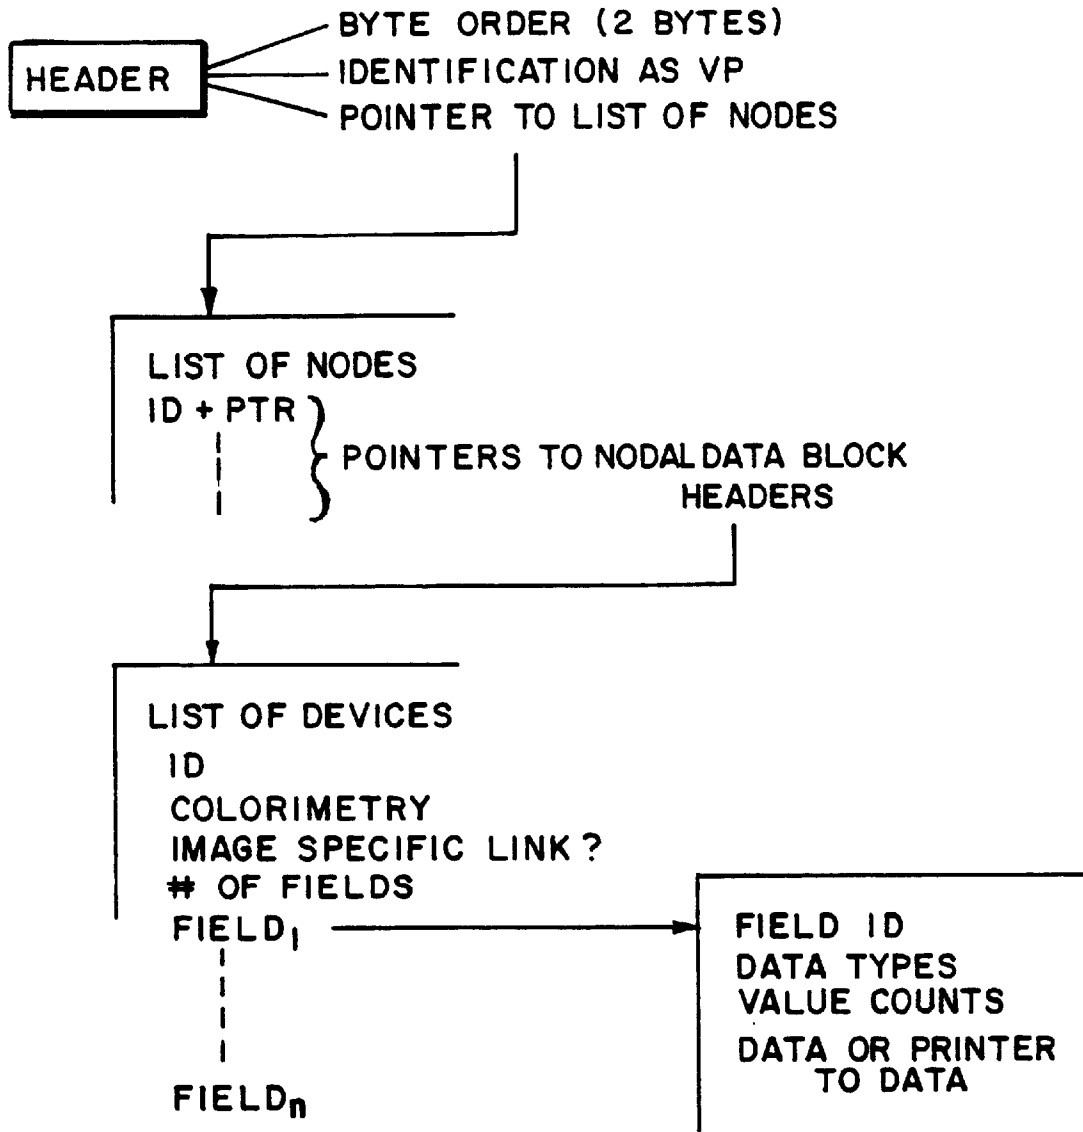 HEADER
BYTE ORDER (2 BYTES)
IDENTIFICATION AS VP
POINTER TO LIST OF NODES
LIST OF NODES
ID + PTR
POINTERS TO NODAL DATA BLOCK
HEADERS
LIST OF DEVICES
ID
COLORIMETRY
IMAGE SPECIFIC LINK ?
# OF FIELDS
FIELD₁
FIELDₙ
FIELD ID
DATA TYPES
VALUE COUNTS
DATA OR PRINTER
TO DATA